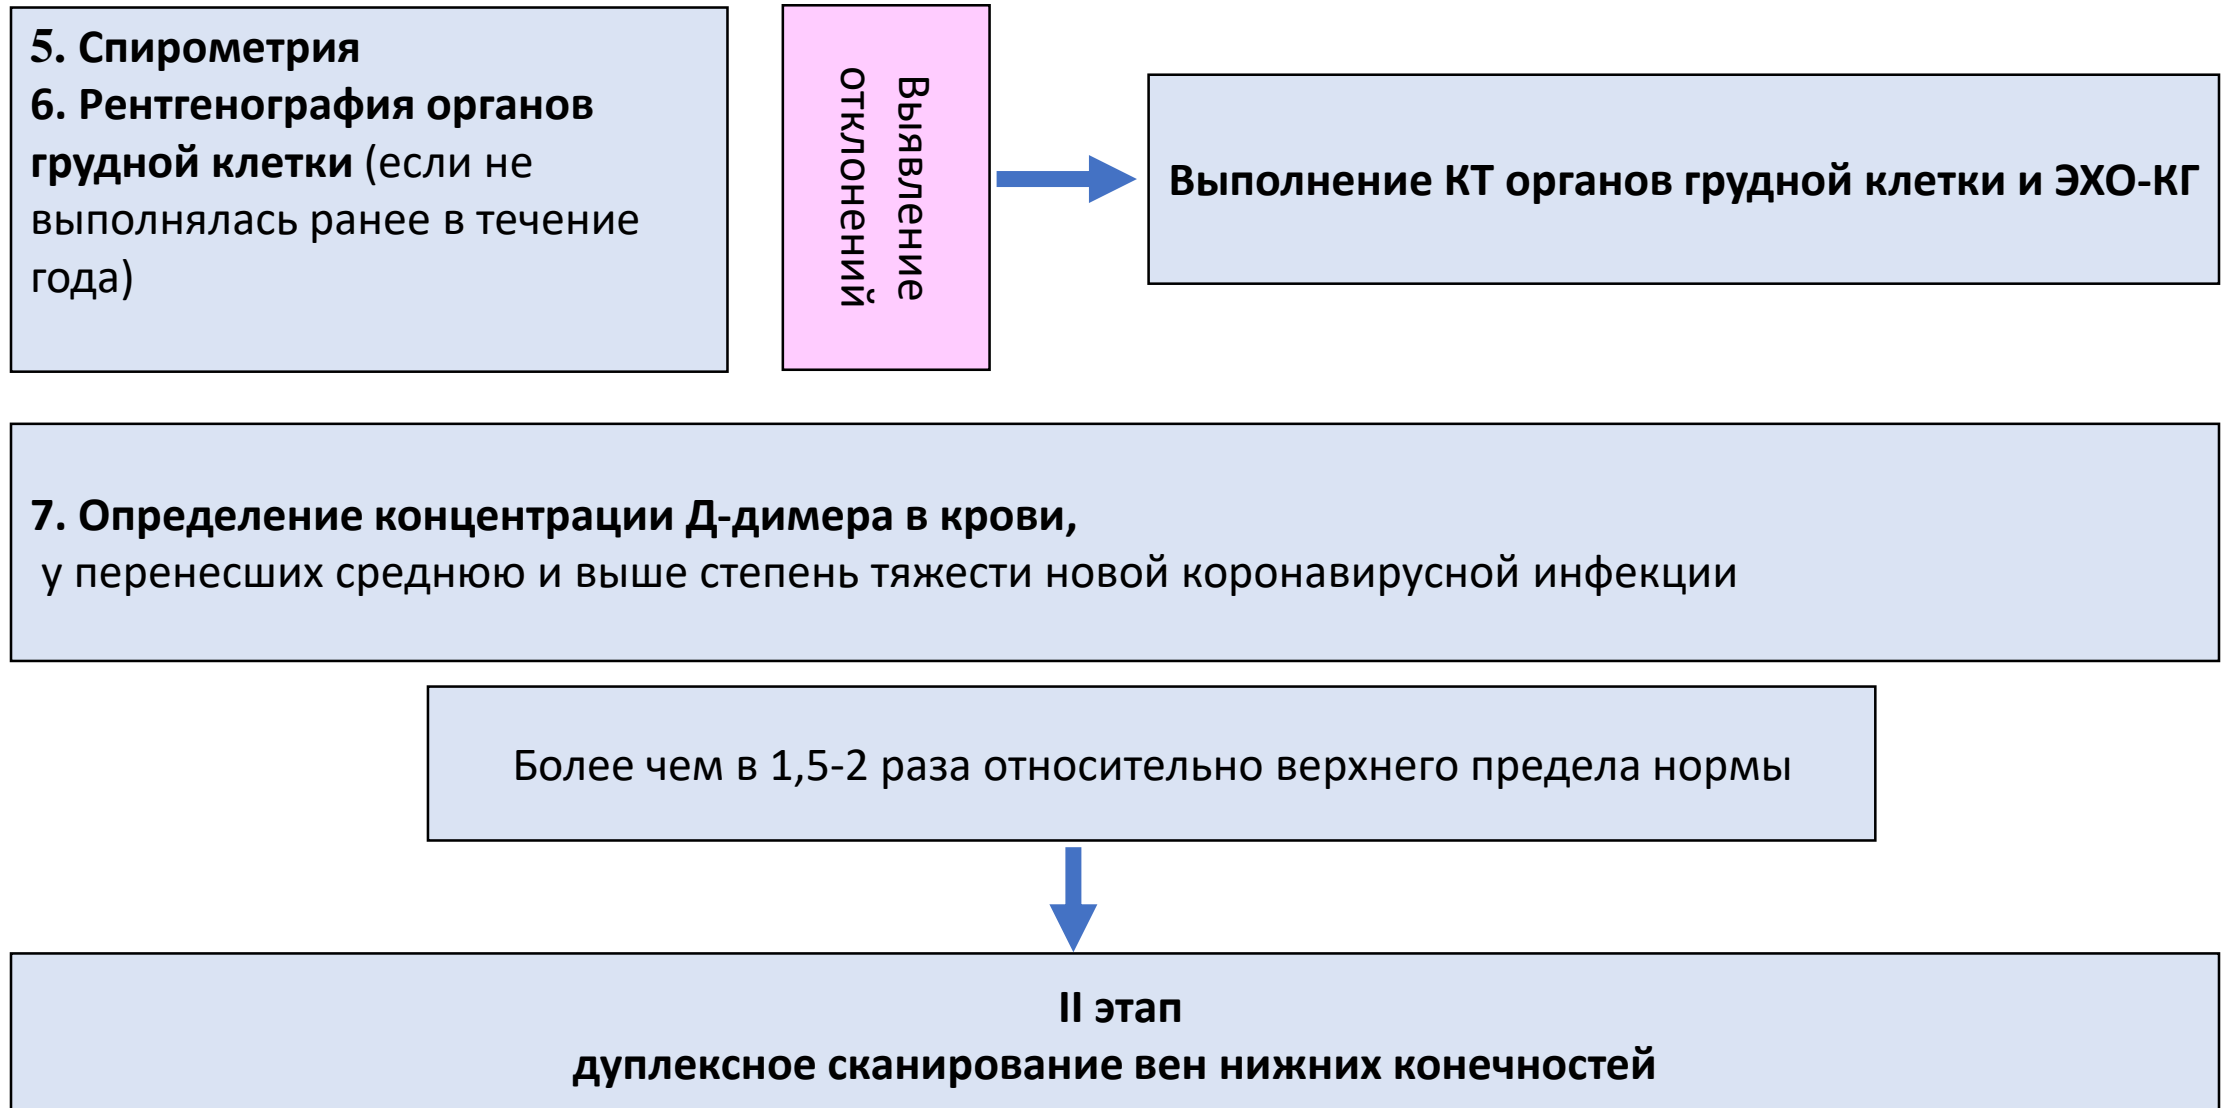 5. Спирометрия
6. Рентгенография органов
грудной клетки (если не
выполнялась ранее в течение
года)
Выявление
отклонений
Выполнение КТ органов грудной клетки и ЭХО-КГ
7. Определение концентрации Д-димера в крови,
у перенесших среднюю и выше степень тяжести новой коронавирусной инфекции
Более чем в 1,5-2 раза относительно верхнего предела нормы
II этап
дуплексное сканирование вен нижних конечностей